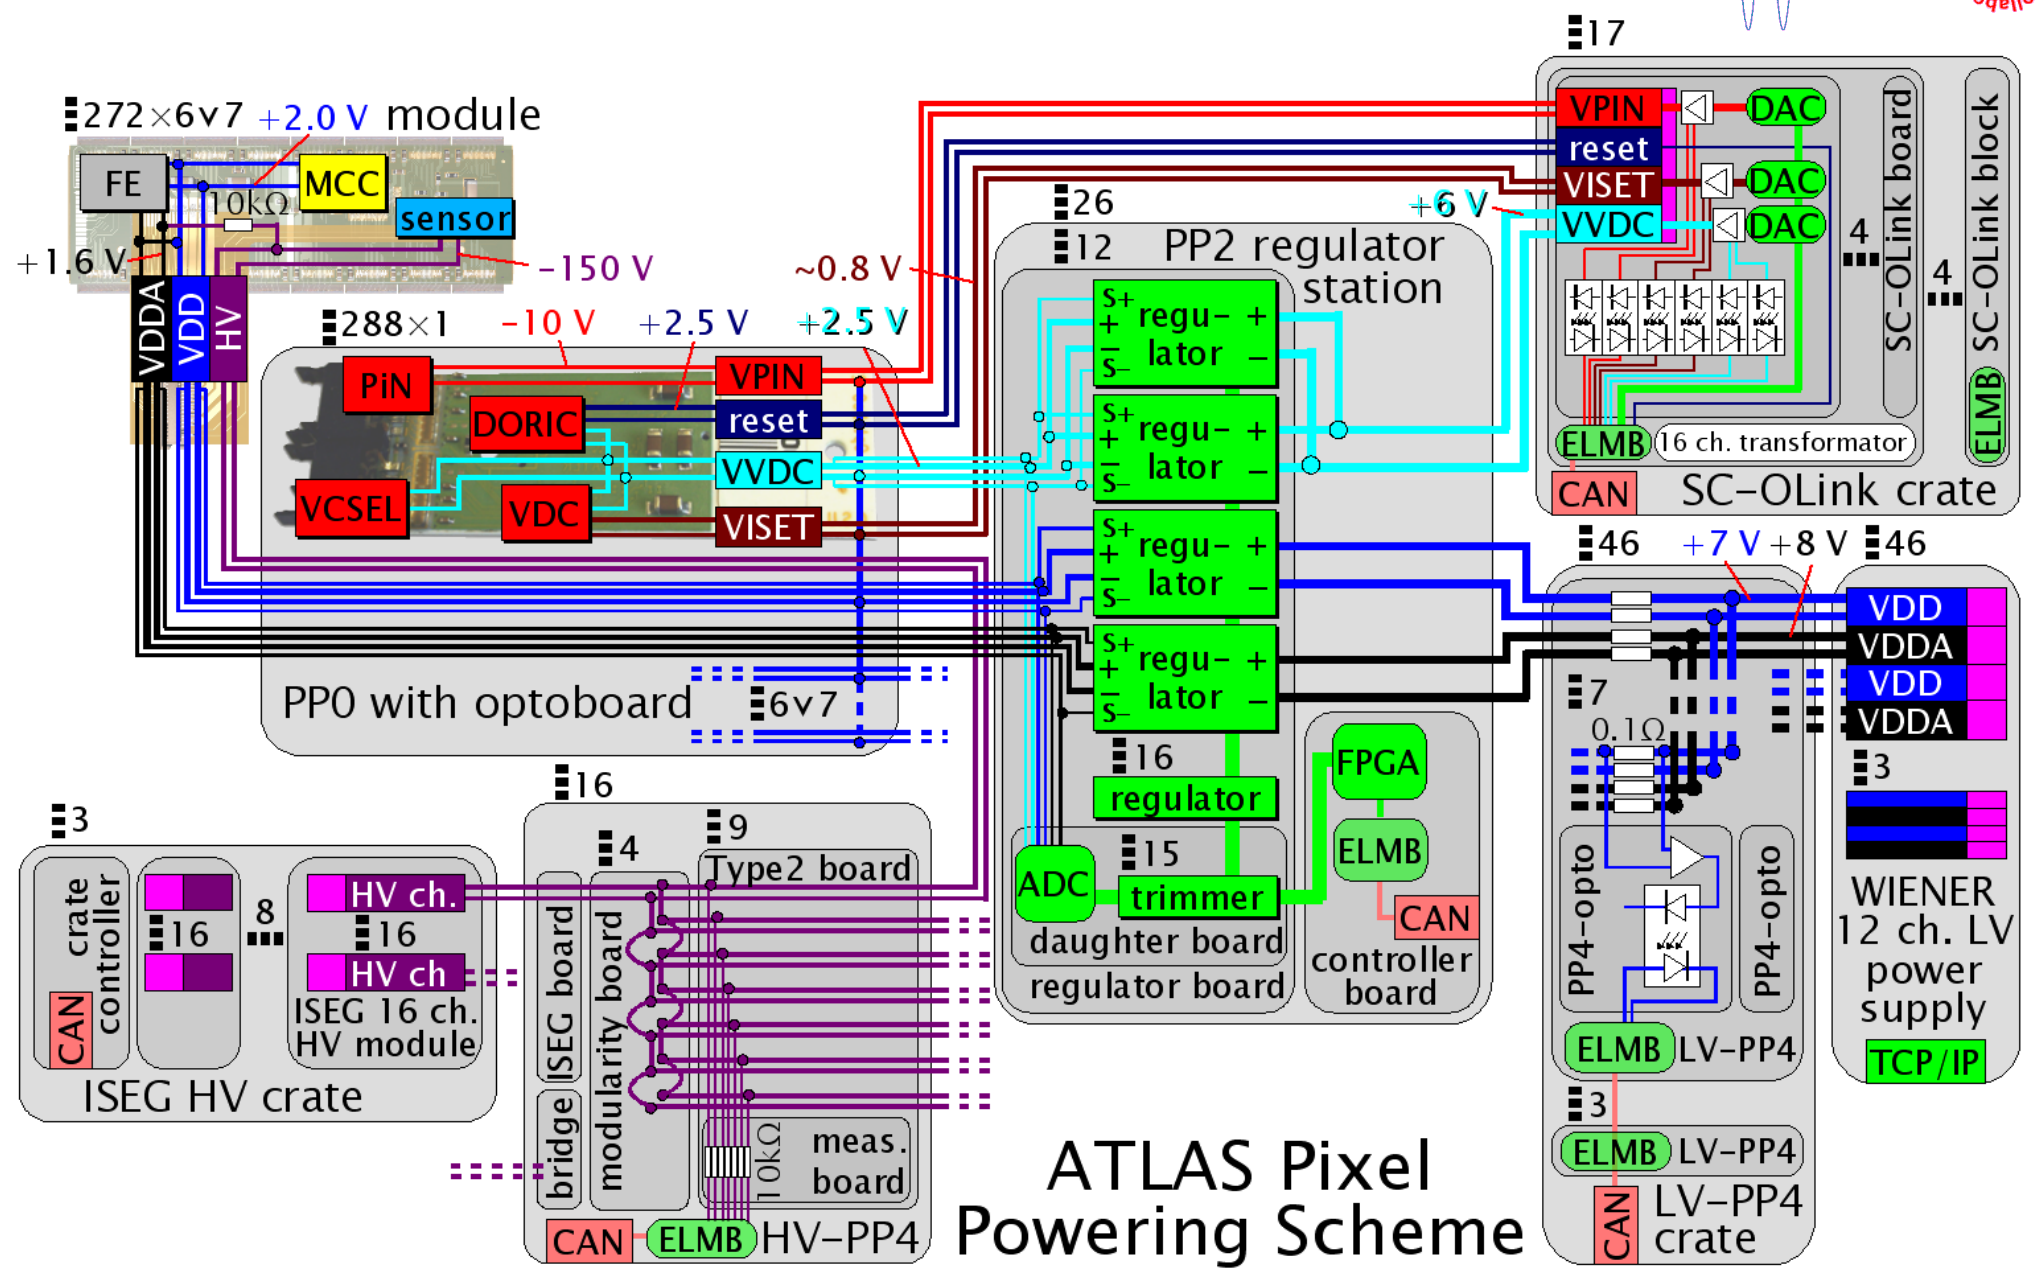 ollabo
17
272×6v7 +2.0 V module
FE
MCC
10kΩ
sensor
+1.6 V
-150 V
VDDA
VDD
HV
288×1
-10 V
+2.5 V
~0.8 V
+2.5 V
PiN
DORIC
VCSEL
VDC
VPIN
reset
VVDC
VISET
PP0 with optoboard
6v7
26
12
PP2 regulator
station
+6 V
S+
+
−
S−
regu-
lator
+
−
S+
+
−
S−
regu-
lator
+
−
S+
+
−
S−
regu-
lator
+
−
S+
+
−
S−
regu-
lator
+
−
16
regulator
15
ADC
trimmer
daughter board
regulator board
FPGA
ELMB
CAN
controller
board
VPIN
reset
VISET
VVDC
DAC
DAC
DAC
4
SC-OLink board
4
SC-OLink block
ELMB
ELMB
16 ch. transformator
CAN
SC-OLink crate
46
+7 V
+8 V
46
VDD
VDDA
VDD
VDDA
3
WIENER
12 ch. LV
power
supply
TCP/IP
7
0.1Ω
PP4-opto
PP4-opto
ELMB
LV-PP4
3
ELMB
LV-PP4
CAN
LV-PP4
crate
3
crate
controller
CAN
16
8
HV ch.
16
HV ch
ISEG 16 ch.
HV module
ISEG HV crate
16
4
9
Type2 board
ISEG board
bridge
modularity board
10kΩ
meas.
board
CAN
ELMB
HV-PP4
ATLAS Pixel
Powering Scheme